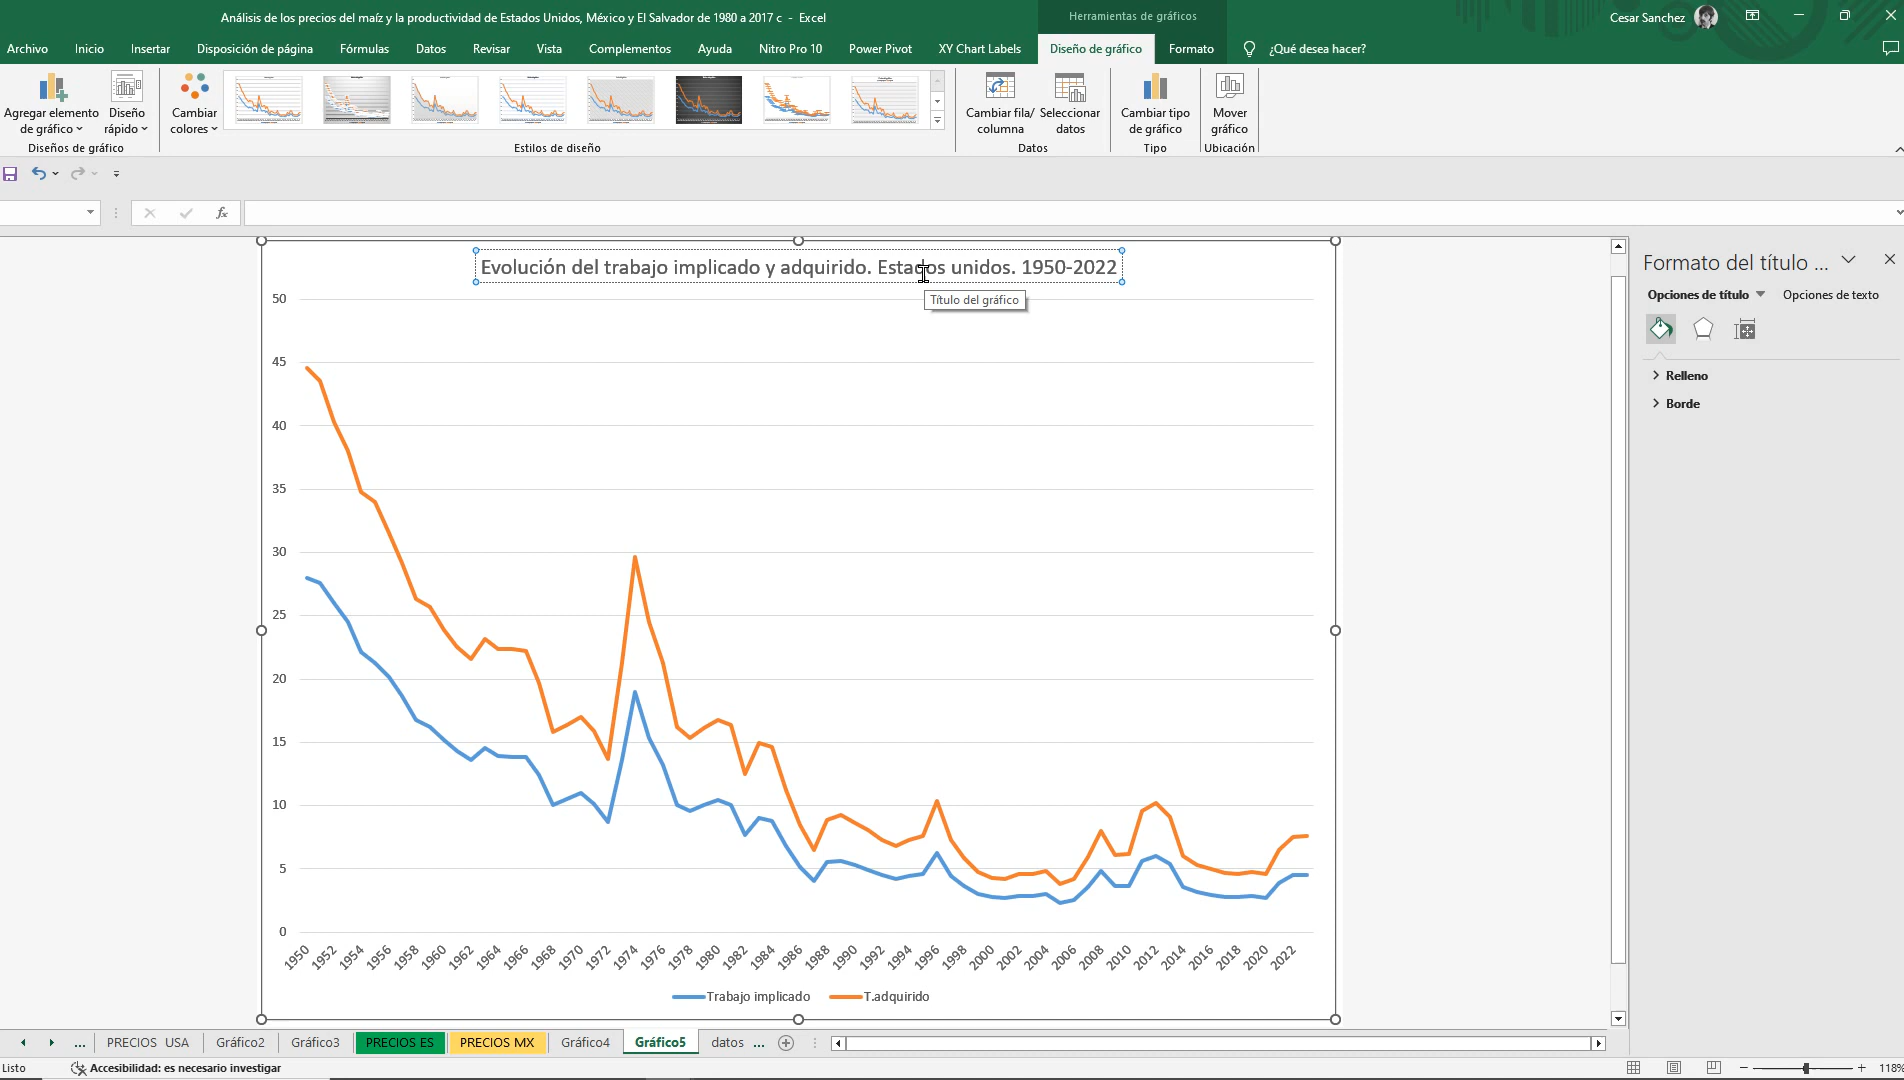 Análisis de los precios del maíz y la productividad de Estados Unidos, México y El Salvador de 1980 a 2017 c - Excel
Herramientas de gráficos
Cesar Sanchez
Archivo Inicio Insertar Disposición de página Fórmulas Datos Revisar Vista Complementos Ayuda Nitro Pro 10 Power Pivot XY Chart Labels Diseño de gráfico Formato ¿Qué desea hacer?
Agregar elemento de gráfico
Diseño rápido
Cambiar colores
Cambiar fila/ columna
Seleccionar datos
Cambiar tipo de gráfico
Mover gráfico
Diseños de gráfico Estilos de diseño Datos Tipo Ubicación
fx
Evolución del trabajo implicado y adquirido. Estados unidos. 1950-2022
Título del gráfico
50
45
40
35
30
25
20
15
10
5
0
1950 1952 1954 1956 1958 1960 1962 1964 1966 1968 1970 1972 1974 1976 1978 1980 1982 1984 1986 1988 1990 1992 1994 1996 1998 2000 2002 2004 2006 2008 2010 2012 2014 2016 2018 2020 2022
Trabajo implicado T.adquirido
Formato del título ...
Opciones de título Opciones de texto
Relleno
Borde
... PRECIOS USA Gráfico2 Gráfico3 PRECIOS ES PRECIOS MX Gráfico4 Gráfico5 datos ...
Listo Accesibilidad: es necesario investigar
118%